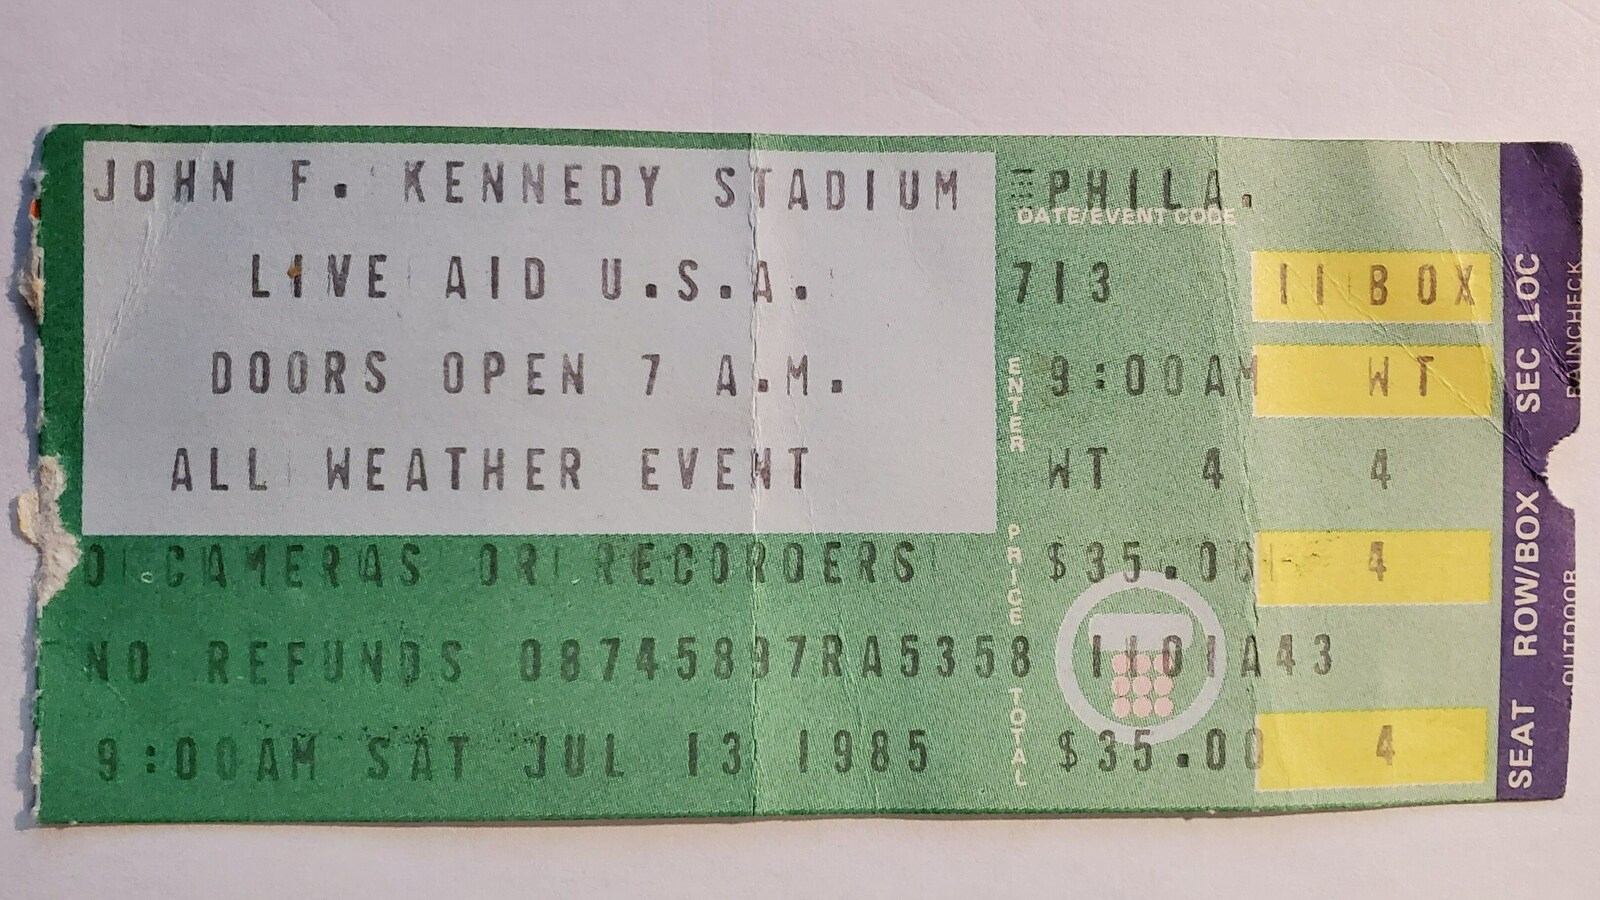 JOHN F. KENNEDY STADIUM PHILA.
DATE/EVENT CODE
LIVE AID U.S.A. 713 11 BOX
DOORS OPEN 7 A.M. 9:00AM WT
ENTER
ALL WEATHER EVENT WT 4 4
O CAMERAS OR RECORDERS $35.00 4
PRICE
NO REFUNDS 08745897RA5358 1101A43
9:00AM SAT JUL 13 1985 $35.00 4
TOTAL
SEAT ROW/BOX SEC LOC
OUTDOOR RAINCHECK